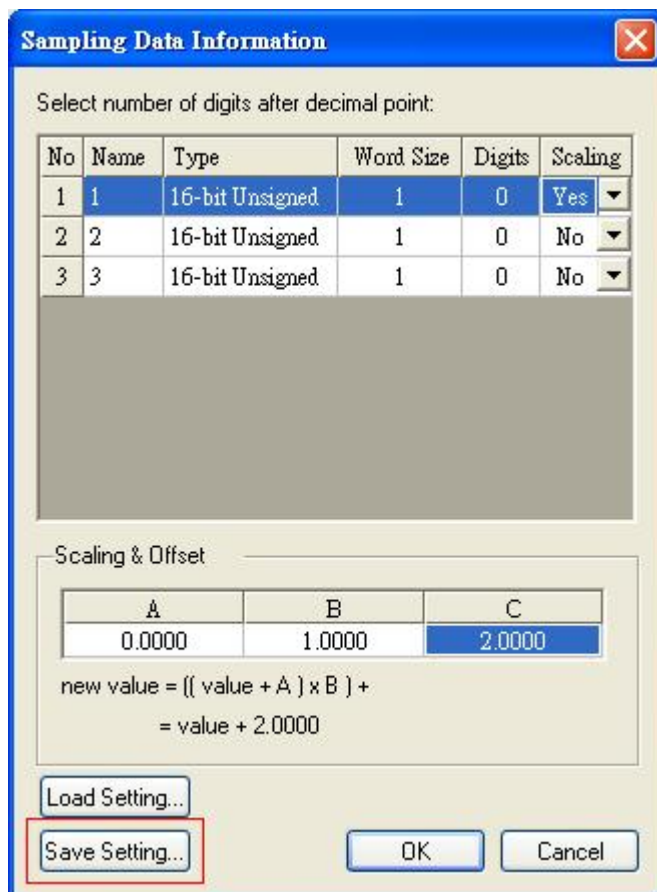 Sampling Data Information
Select number of digits after decimal point:
No Name Type Word Size Digits Scaling
1 1 16-bit Unsigned 1 0 Yes
2 2 16-bit Unsigned 1 0 No
3 3 16-bit Unsigned 1 0 No
Scaling & Offset
A B C
0.0000 1.0000 2.0000
new value = (( value + A ) x B ) +
= value + 2.0000
Load Setting...
Save Setting... OK Cancel